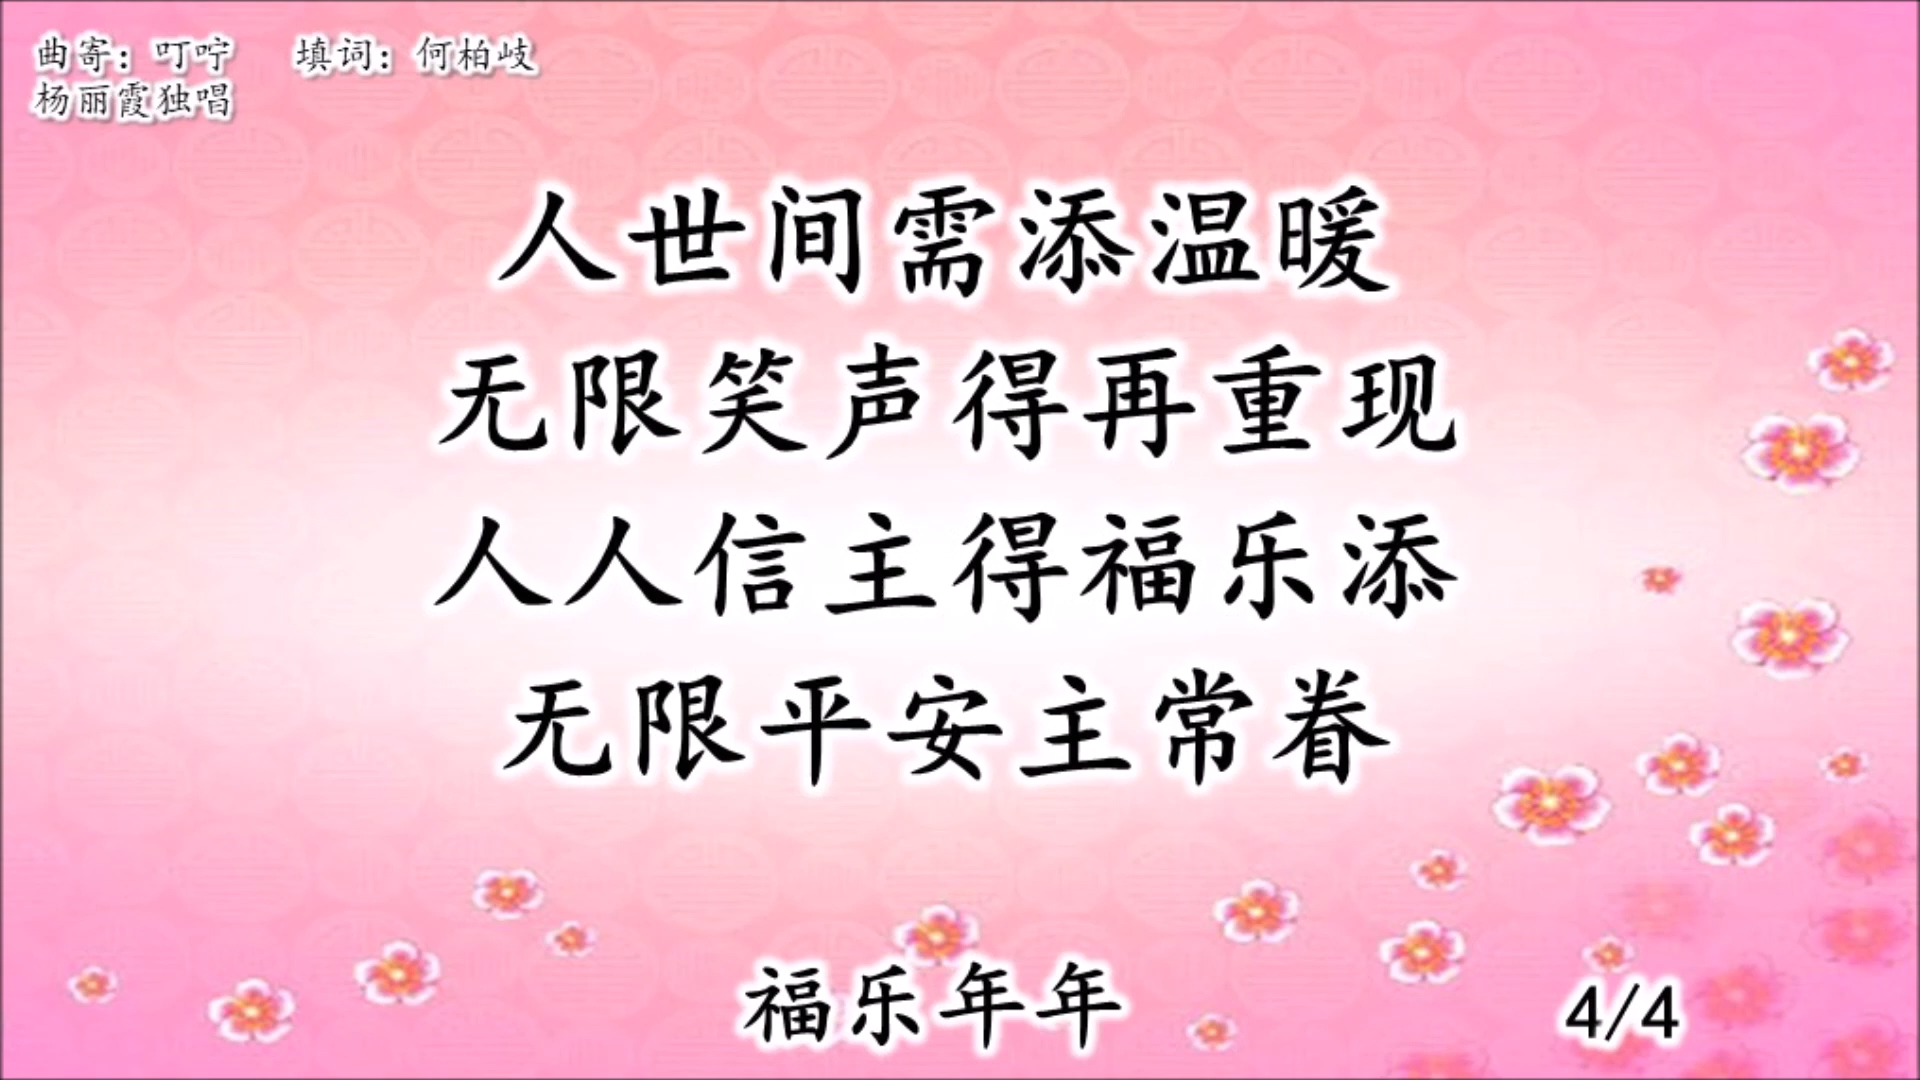 曲寄：叮咛 填词：何柏岐
杨丽霞独唱
人世间需添温暖
无限笑声得再重现
人人信主得福乐添
无限平安主常眷
福乐年年
4/4